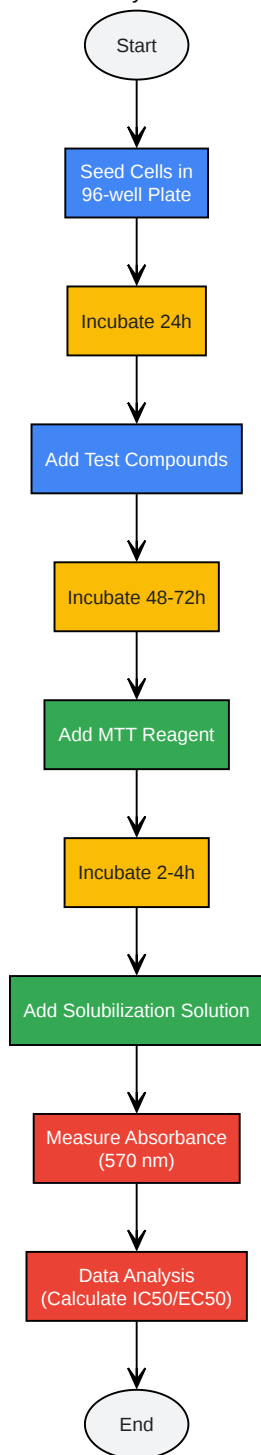 Start
Seed Cells in
96-well Plate
Incubate 24h
Add Test Compounds
Incubate 48-72h
Add MTT Reagent
Incubate 2-4h
Add Solubilization Solution
Measure Absorbance
(570 nm)
Data Analysis
(Calculate IC50/EC50)
End